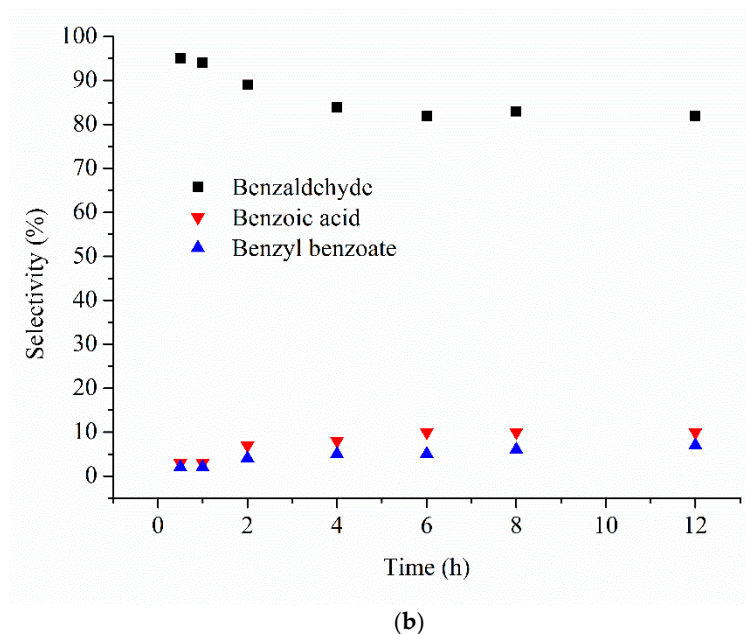 100
90
80
70
60
50
40
30
20
10
0
Selectivity (%)
Benzaldehyde
Benzoic acid
Benzyl benzoate
0 2 4 6 8 10 12
Time (h)
(b)